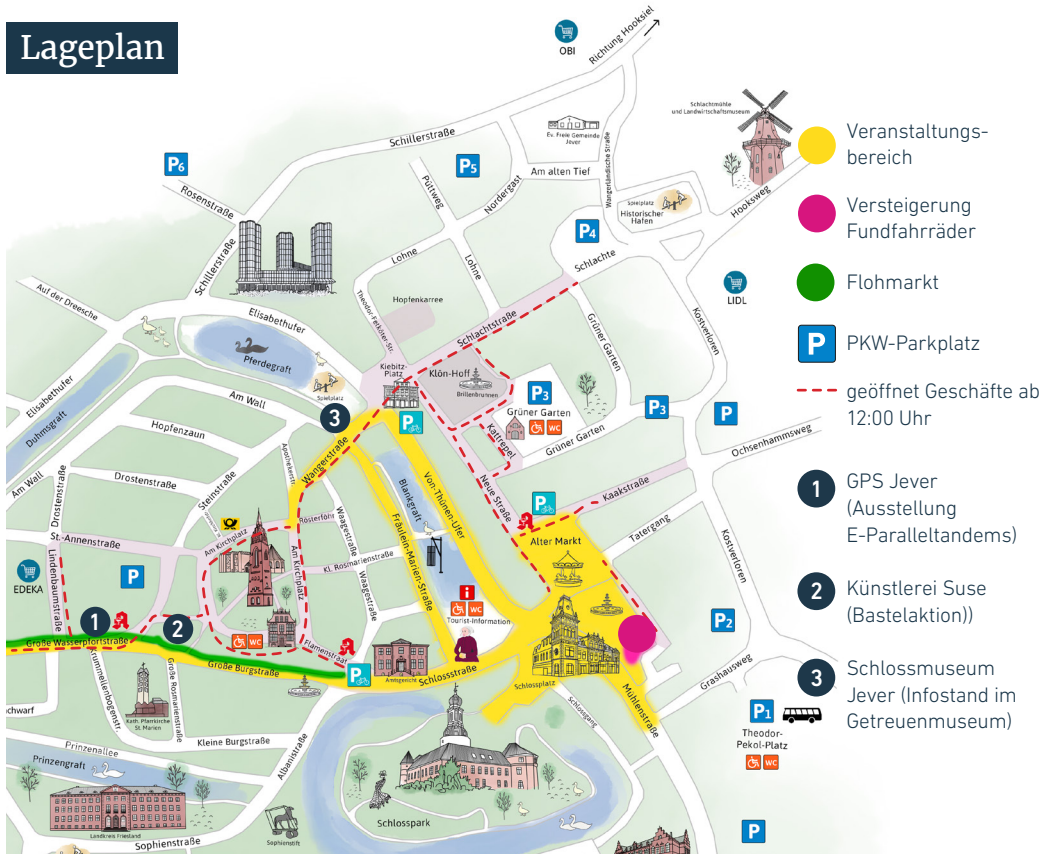 Lageplan
OBI
Richtung Hooksiel
Schlachtmühle
und Landwirtschaftsmuseum
Ev. Freie Gemeinde
Jever
Schillerstraße
P6
P5
Am alten Tief
Wangerländische Straße
Rosenstraße
Püttweg
Nordergast
Spielplatz
Historischer
Hafen
Hooksweg
P4
Schillerstraße
Lohne
Lohne
Schlachte
LIDL
Auf der Dreesche
Elisabethufer
Theodor-Fetköter-Str.
Hopfenkarree
Schlachtstraße
Grüner Garten
Kostverloren
Pferdegraft
Kiebitz-
Platz
Klön-Hoff
Brillenbrunnen
Elisabethufer
Duhmsgraft
Spielplatz
Am Wall
3
P
P3
Grüner Garten
WC
P3
P
Hopfenzaun
Kattrepel
Grüner Garten
Ochsenhammsweg
Am Wall
Drostenstraße
Drostenstraße
Steinstraße
Apothekerstr.
Wangerstraße
Blankgraft
Von-Thünen-Ufer
Neue Straße
P
Kaakstraße
Rösterföhr
Waagestraße
Fräulein-Marien-Straße
Alter Markt
Tatergang
St.-Annenstraße
Am Kirchplatz
Am Kirchplatz
Kl. Rosmarienstraße
Kostverloren
EDEKA
Lindenbaumstraße
P
Waagestraße
i
WC
Tourist-Information
P2
1
2
WC
Flamenstraat
Große Wasserpfortstraße
Große Burgstraße
P
Amtsgericht
Schlossstraße
Schlossplatz
Grashausweg
Krummellenbogenstr.
Große Rosmarienstraße
Kath. Pfarrkirche
St. Marien
Mühlenstraße
Schlossgang
P1
Theodor-
Pekol-Platz
WC
Kleine Burgstraße
Albanistraße
Prinzenallee
Prinzengraft
Schlosspark
Landkreis Friesland
Sophienstraße
Sophienstift
P
Veranstaltungs-
bereich
Versteigerung
Fundfahrräder
Flohmarkt
P
PKW-Parkplatz
geöffnet Geschäfte ab
12:00 Uhr
1
GPS Jever
(Ausstellung
E-Paralleltandems)
2
Künstlerei Suse
(Bastelaktion))
3
Schlossmuseum
Jever (Infostand im
Getreuenmuseum)